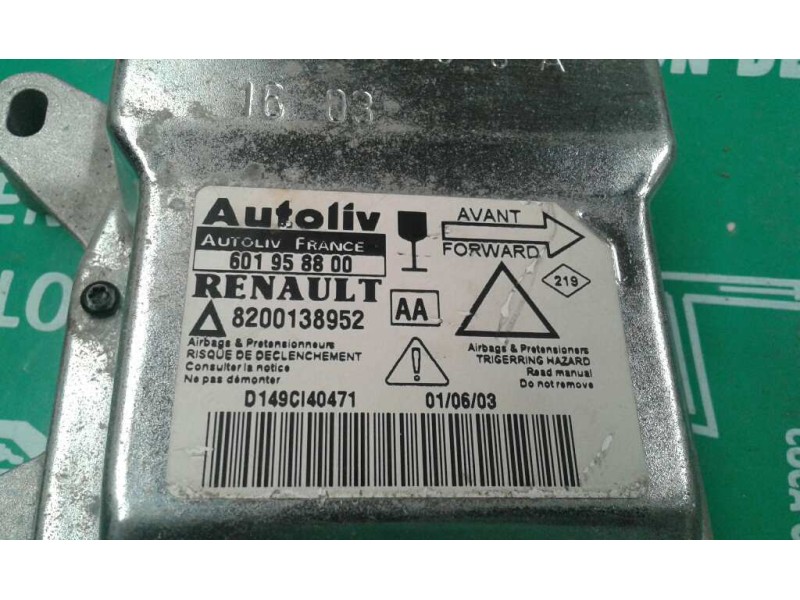 16 03
Autoliv
AUTOLIV FRANCE
601 95 88 00
RENAULT
8200138952
AVANT
FORWARD
AA
219
Airbags & Pretensionneurs
RISQUE DE DECLENCHEMENT
Consulter la notice
Ne pas démonter
Airbags & Pretensioners
TRIGERRING HAZARD
Read manual
Do not remove
D149CI40471
01/06/03